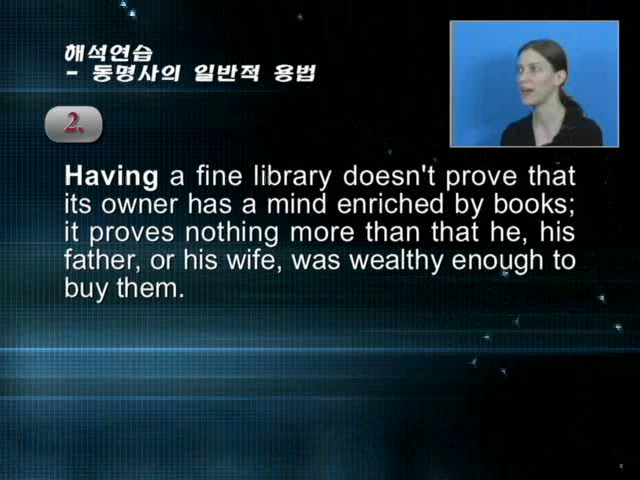 해석연습
- 동명사의 일반적 용법
2.
Having a fine library doesn't prove that
its owner has a mind enriched by books;
it proves nothing more than that he, his
father, or his wife, was wealthy enough to
buy them.